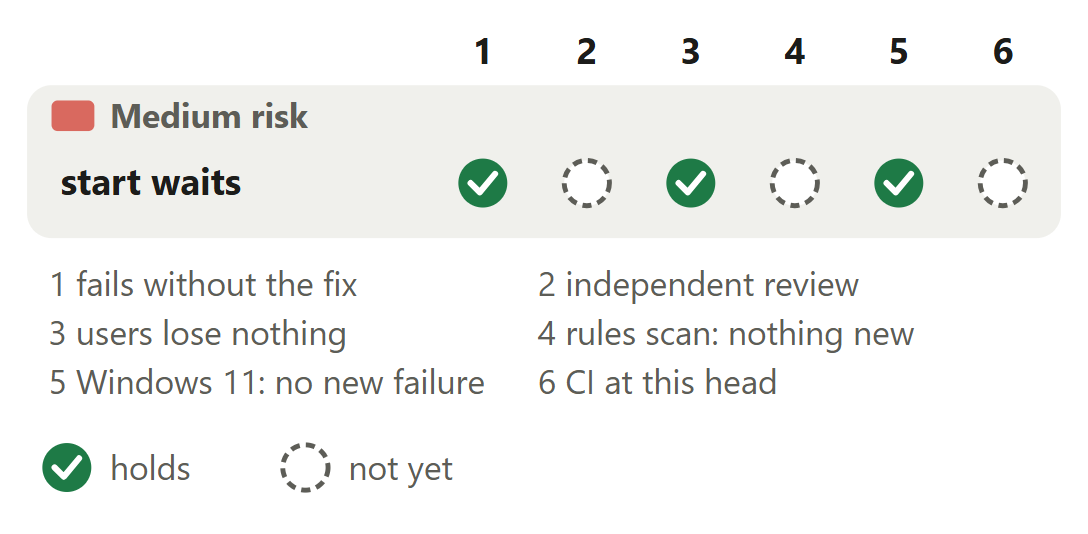 1 2 3 4 5 6
Medium risk
start waits
1 fails without the fix
2 independent review
3 users lose nothing
4 rules scan: nothing new
5 Windows 11: no new failure
6 CI at this head
holds
not yet